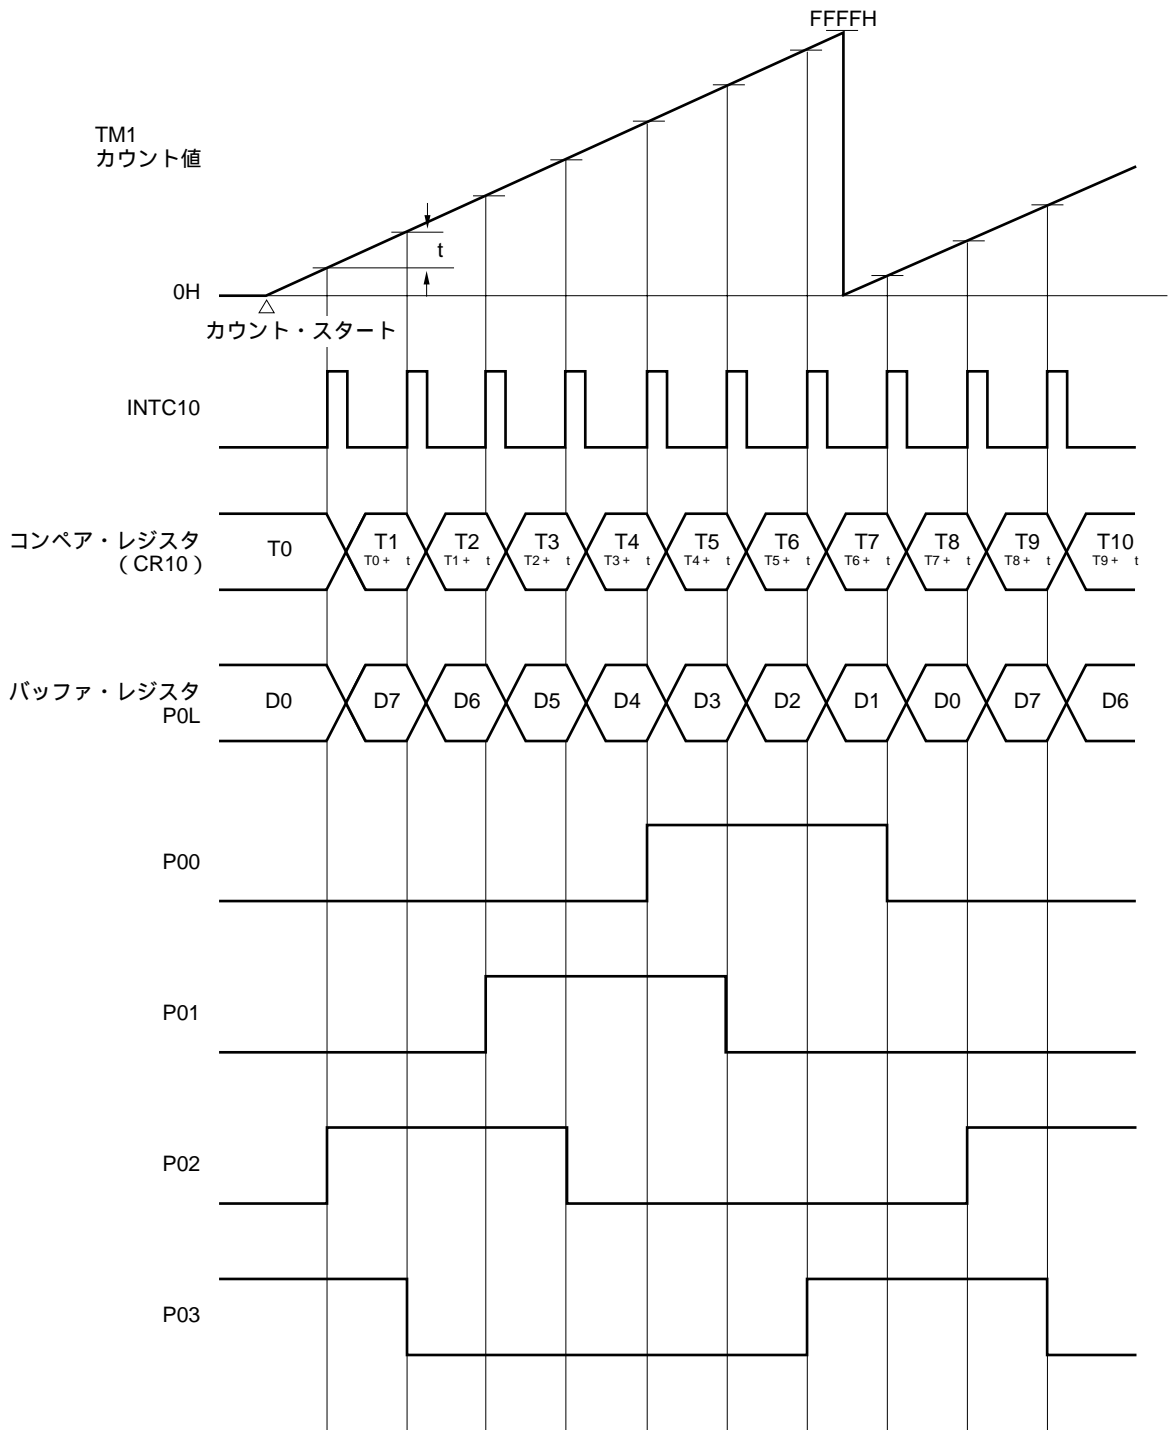 FFFFH
TM1
カウント値
t
0H
カウント・スタート
INTC10
コンペア・レジスタ
(CR10)
T0 T1 T2 T3 T4 T5 T6 T7 T8 T9 T10
T0+ t T1+ t T2+ t T3+ t T4+ t T5+ t T6+ t T7+ t T8+ t T9+ t
バッファ・レジスタ
P0L
D0 D7 D6 D5 D4 D3 D2 D1 D0 D7 D6
P00
P01
P02
P03